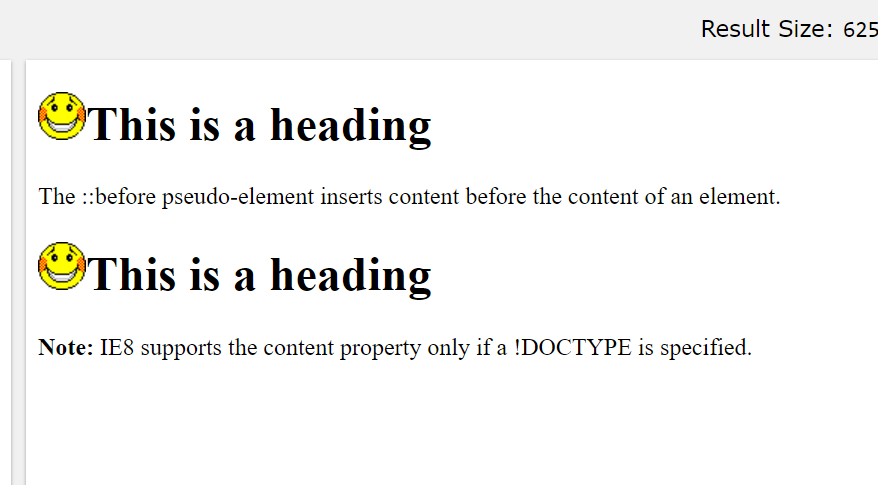 Result Size: 625
This is a heading
The ::before pseudo-element inserts content before the content of an element.
This is a heading
Note: IE8 supports the content property only if a !DOCTYPE is specified.